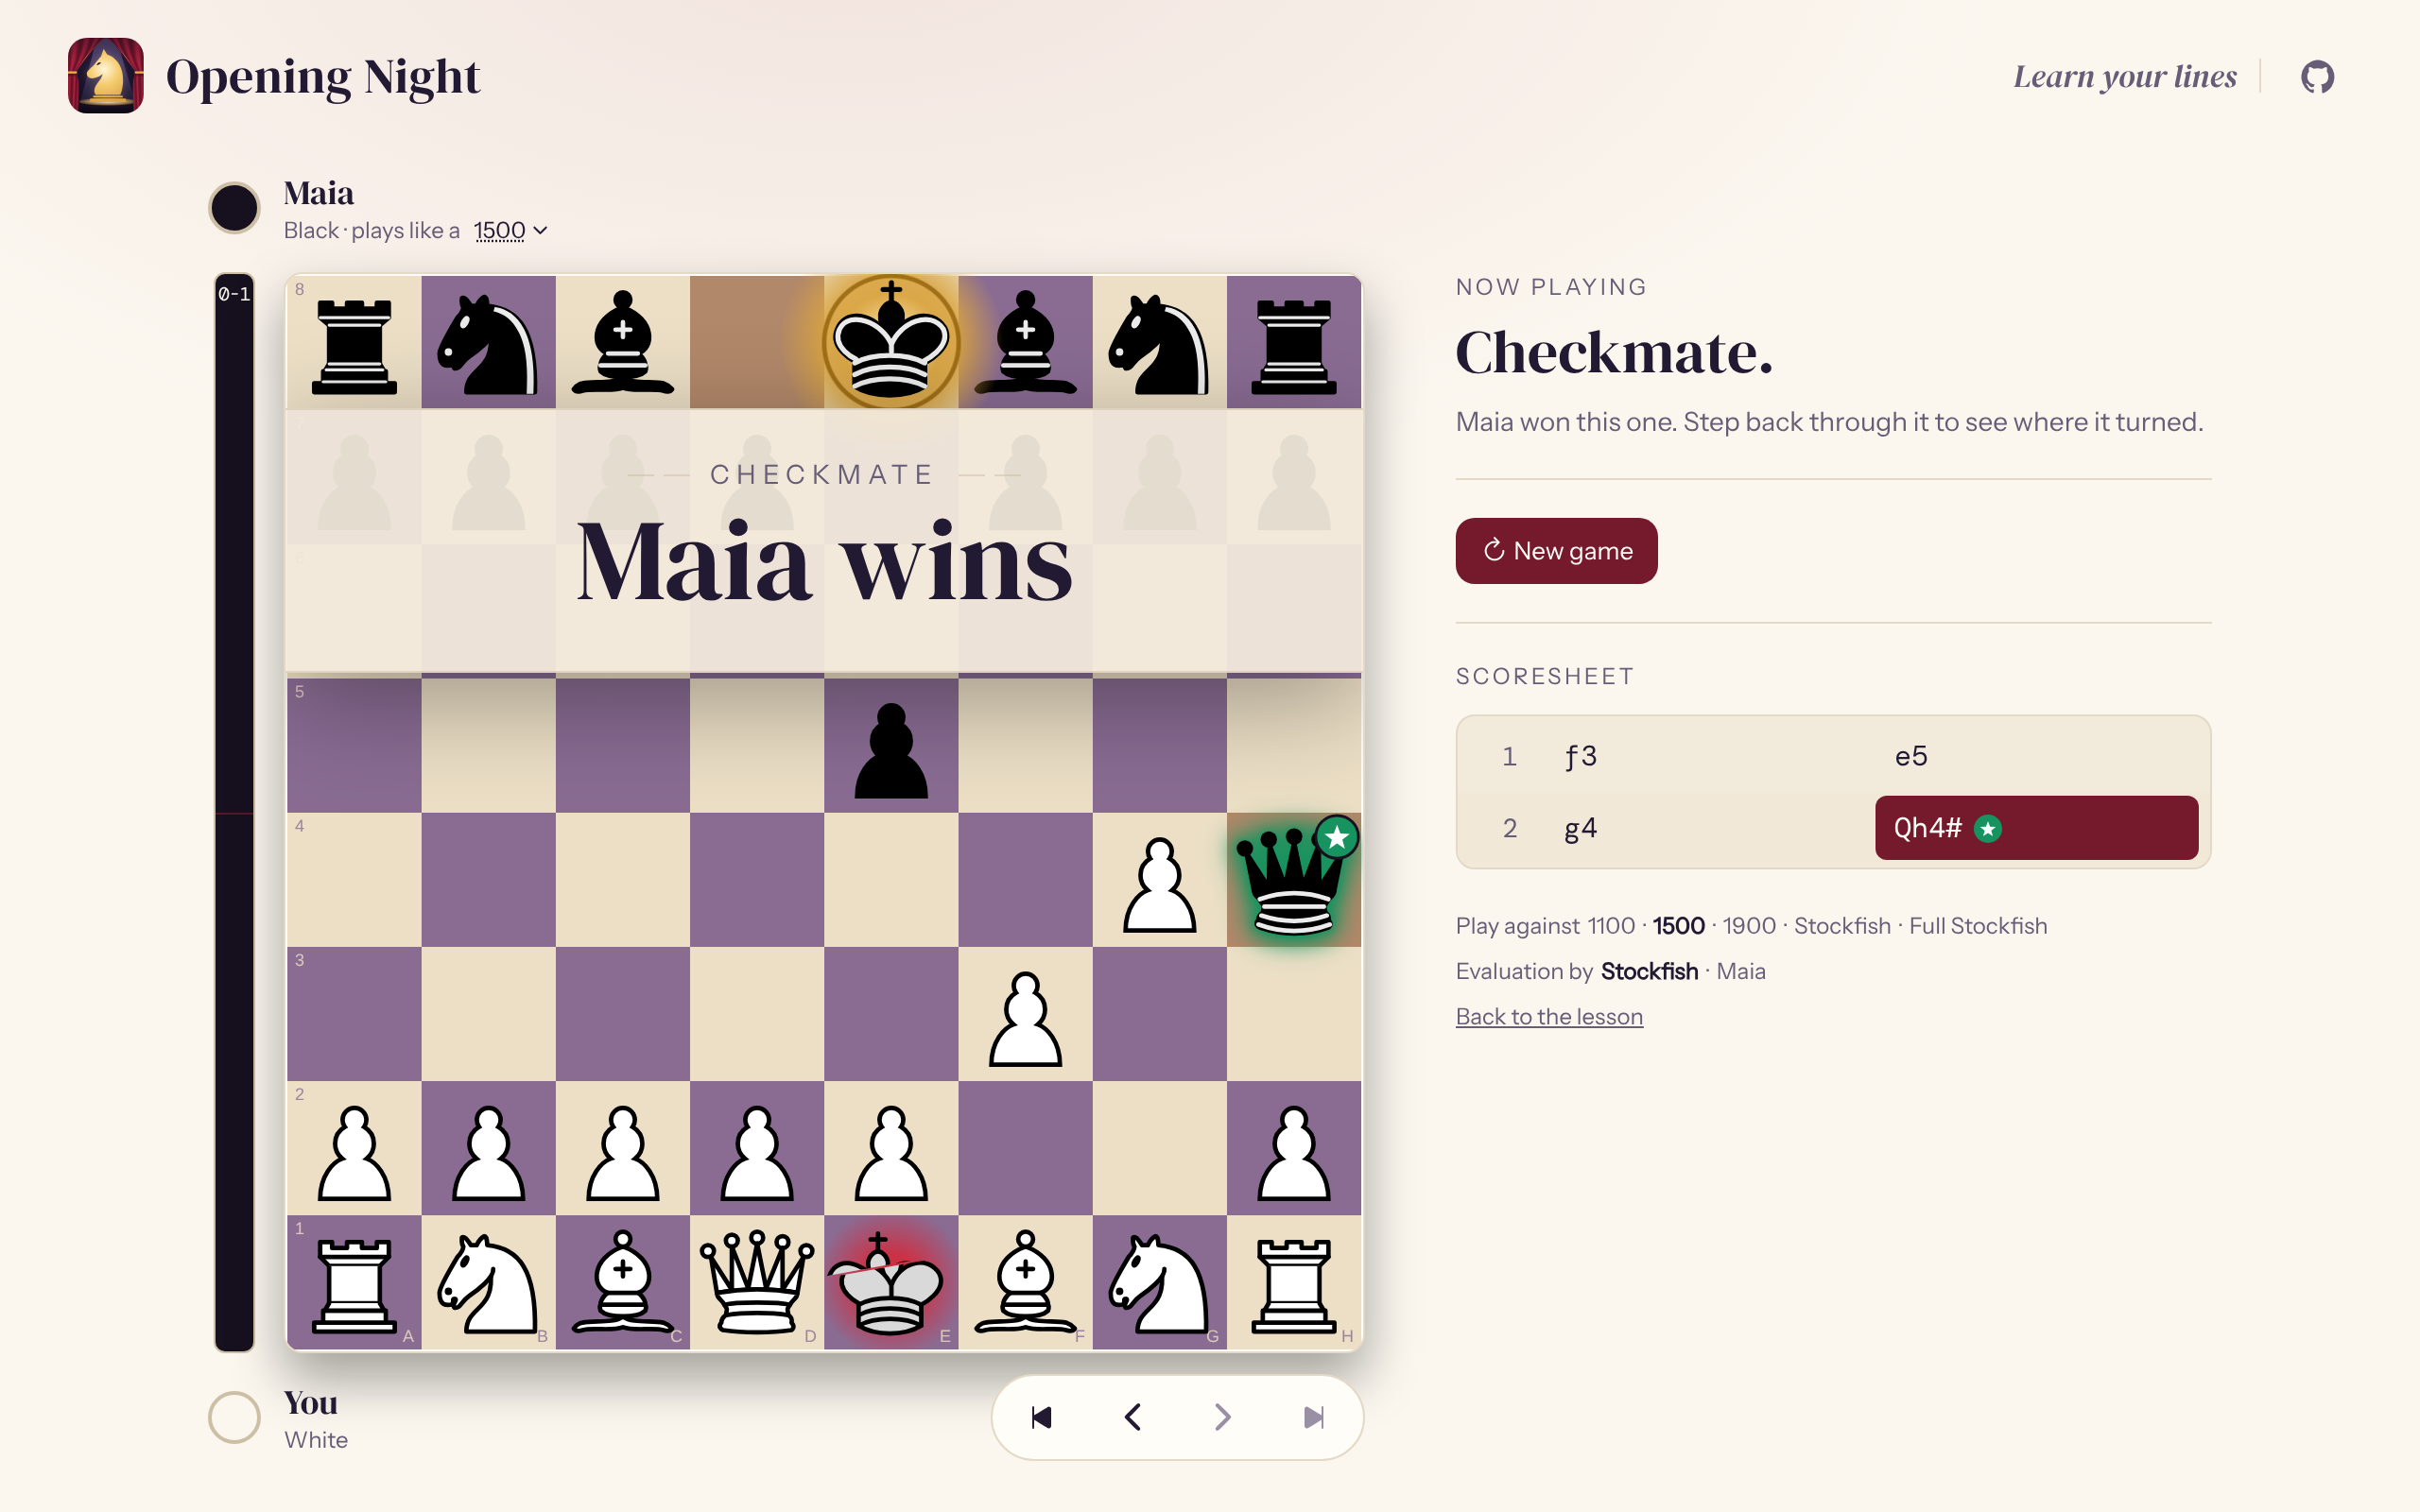 Opening Night
Learn your lines
Maia
Black · plays like a 1500
0-1
8
CHECKMATE
Maia wins
5
4
3
2
1
A B C D E F G H
You
White
NOW PLAYING
Checkmate.
Maia won this one. Step back through it to see where it turned.
New game
SCORESHEET
1 ƒ3 e5
2 g4 Qh4#
Play against 1100 · 1500 · 1900 · Stockfish · Full Stockfish
Evaluation by Stockfish · Maia
Back to the lesson